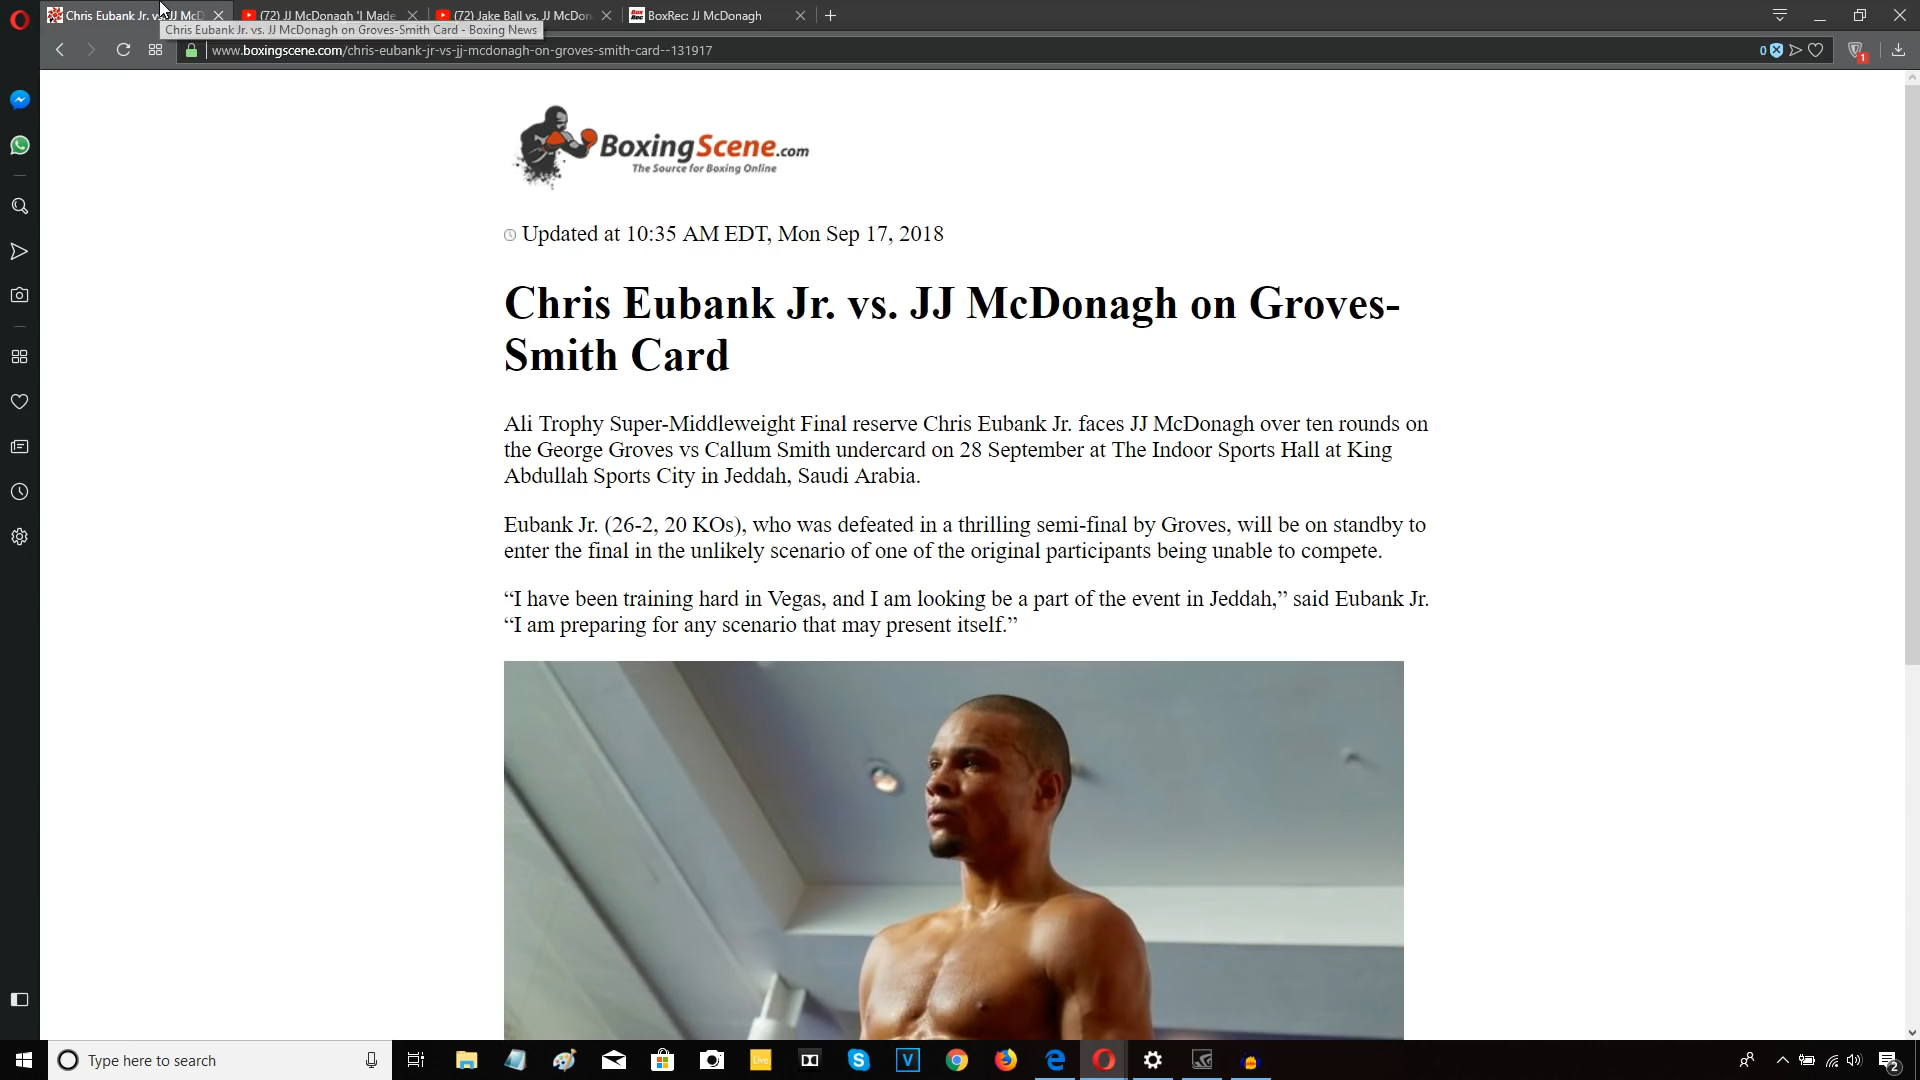 Chris Eubank Jr. vs. JJ McD
(72) JJ McDonagh 'I Made
(72) Jake Ball vs. JJ McDon
BoxRec: JJ McDonagh
Chris Eubank Jr. vs. JJ McDonagh on Groves-Smith Card - Boxing News
www.boxingscene.com/chris-eubank-jr-vs-jj-mcdonagh-on-groves-smith-card--131917
0
1
BoxingScene.com
The Source for Boxing Online
Updated at 10:35 AM EDT, Mon Sep 17, 2018
Chris Eubank Jr. vs. JJ McDonagh on Groves-
Smith Card
Ali Trophy Super-Middleweight Final reserve Chris Eubank Jr. faces JJ McDonagh over ten rounds on
the George Groves vs Callum Smith undercard on 28 September at The Indoor Sports Hall at King
Abdullah Sports City in Jeddah, Saudi Arabia.
Eubank Jr. (26-2, 20 KOs), who was defeated in a thrilling semi-final by Groves, will be on standby to
enter the final in the unlikely scenario of one of the original participants being unable to compete.
“I have been training hard in Vegas, and I am looking be a part of the event in Jeddah,” said Eubank Jr.
“I am preparing for any scenario that may present itself.”
Type here to search
Live
2